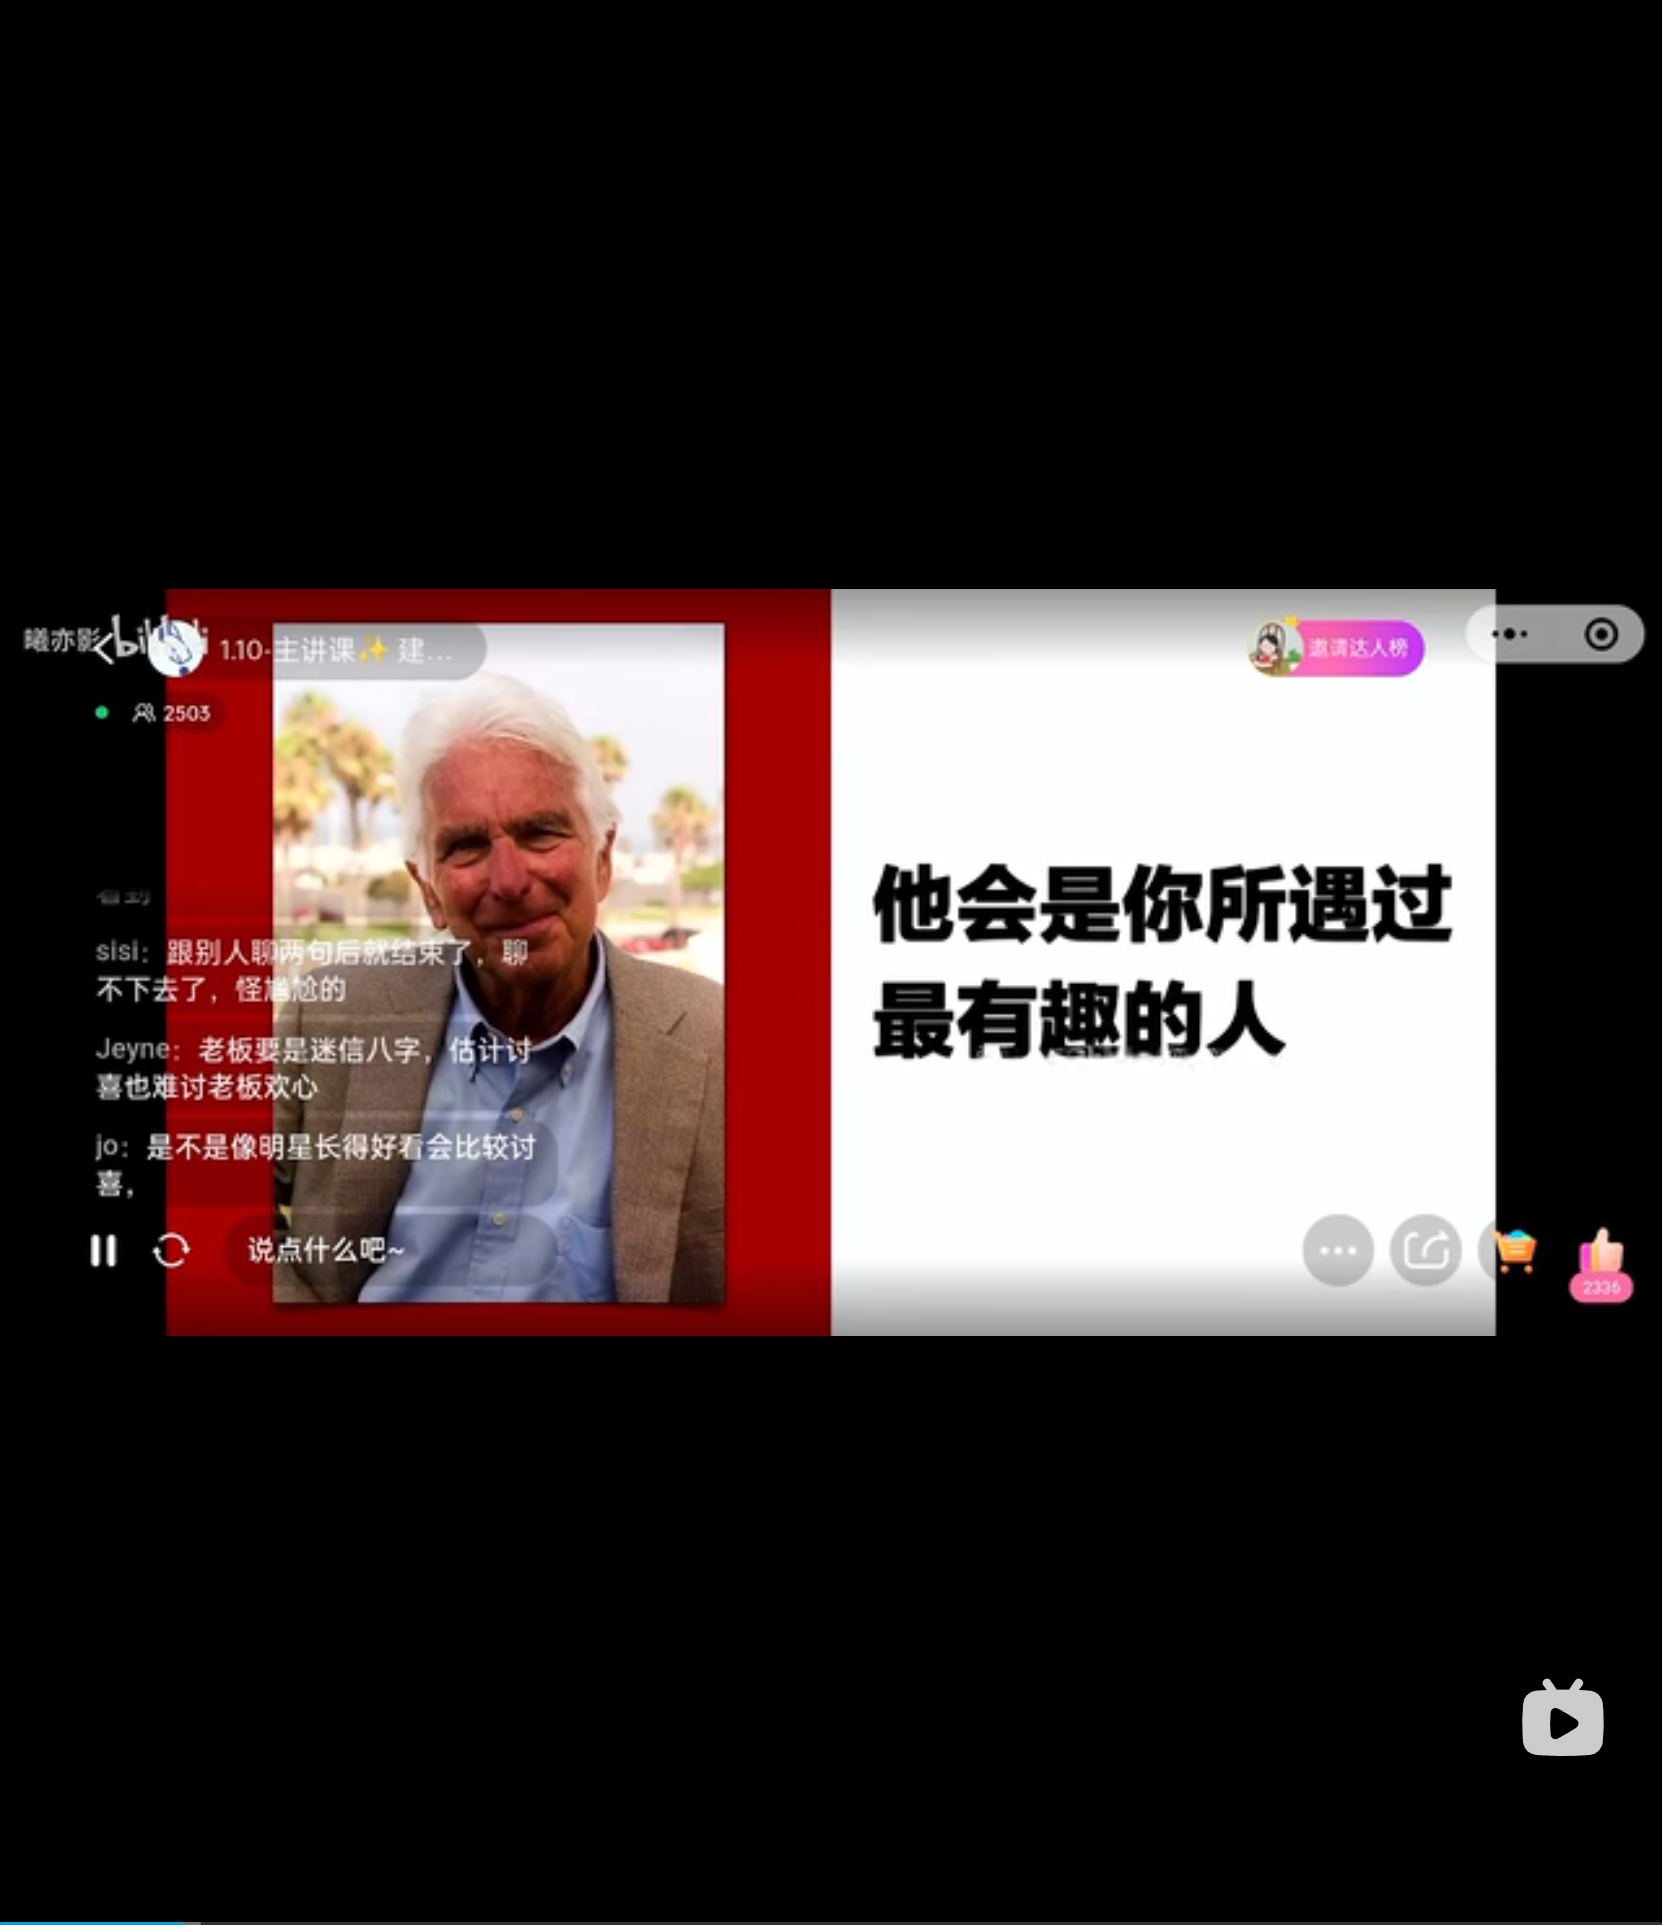 曦亦影
1.10-主讲课✨ 建...
邀请达人榜
2503
他会是你所遇过
最有趣的人
sisi：跟别人聊两句后就结束了，聊
不下去了，怪尴尬的
Jeyne：老板要是迷信八字，估计讨
喜也难讨老板欢心
jo：是不是像明星长得好看会比较讨
喜，
说点什么吧~
2336